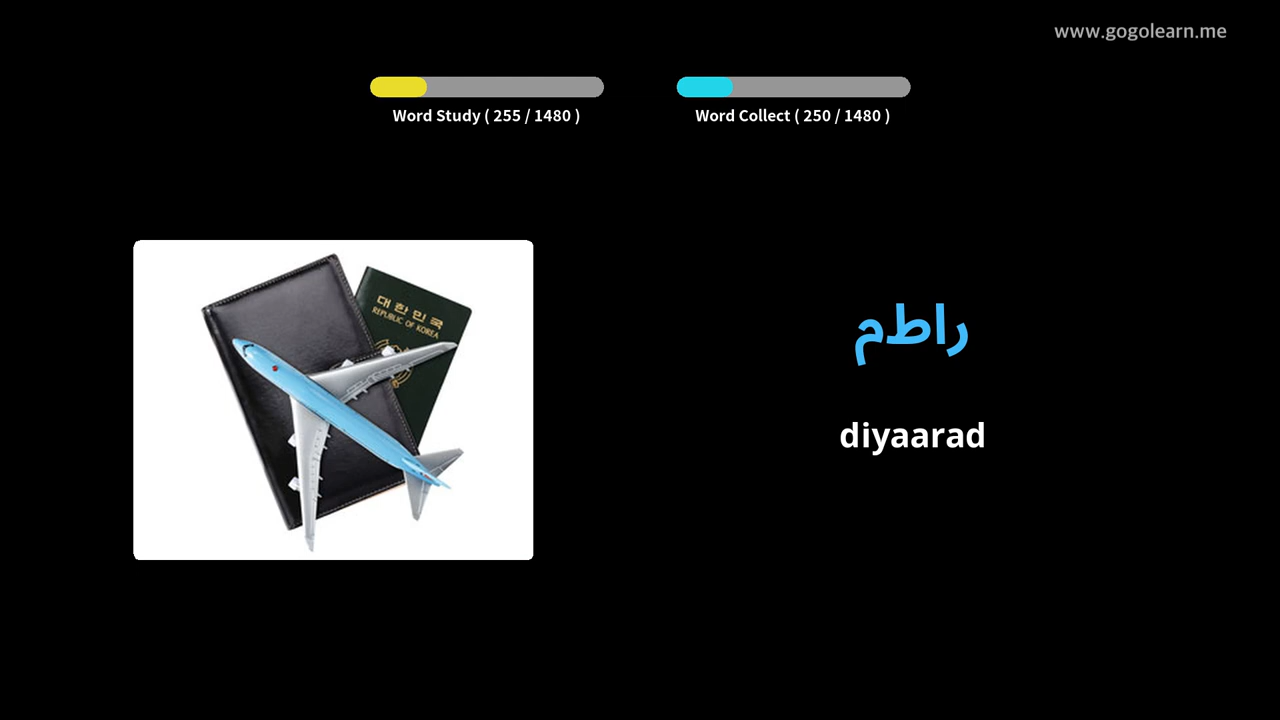 www.gogolearn.me
Word Study ( 255 / 1480 )
Word Collect ( 250 / 1480 )
대한민국
REPUBLIC OF KOREA
راطم
diyaarad